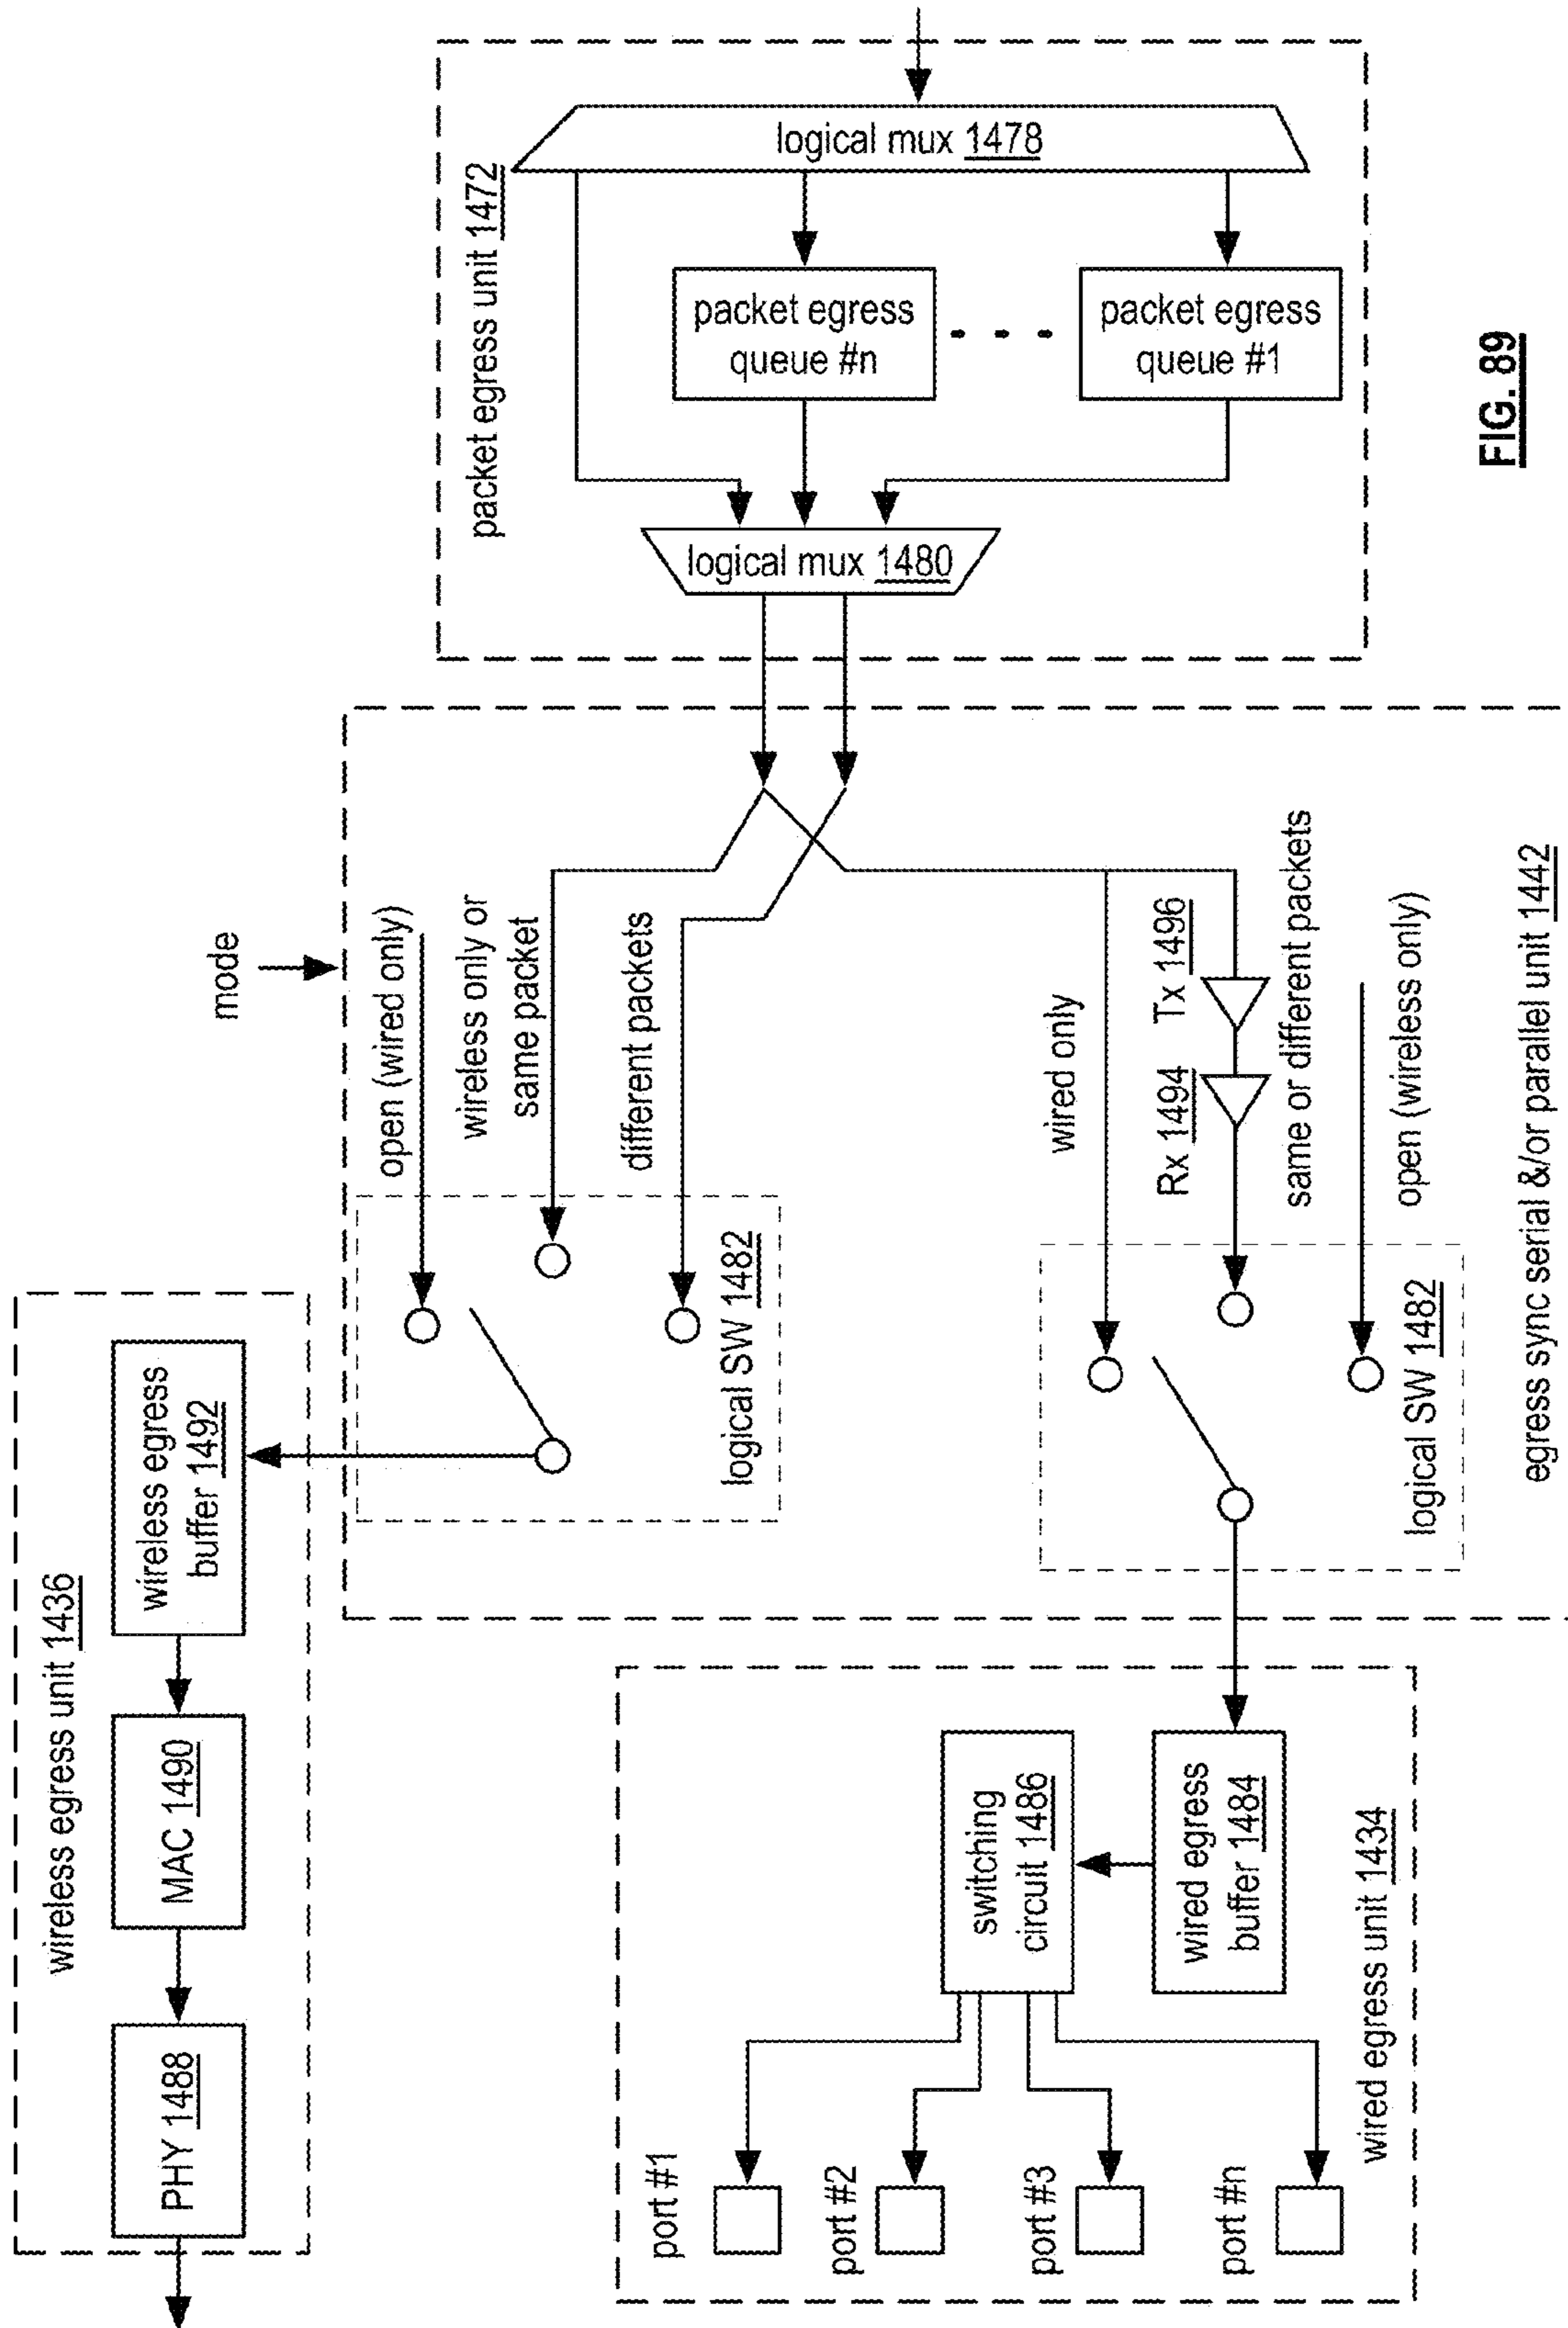 wireless egress unit 1436
PHY 1488
MAC 1490
wireless egress
buffer 1492
mode
packet egress unit 1472
logical mux 1478
packet egress
queue #n
packet egress
queue #1
logical mux 1480
open (wired only)
wireless only or
same packet
different packets
logical SW 1482
wired only
Rx 1494
Tx 1496
same or different packets
open (wireless only)
logical SW 1482
egress sync serial &/or parallel unit 1442
port #1
port #2
port #3
port #n
switching
circuit 1486
wired egress
buffer 1484
wired egress unit 1434
FIG. 89